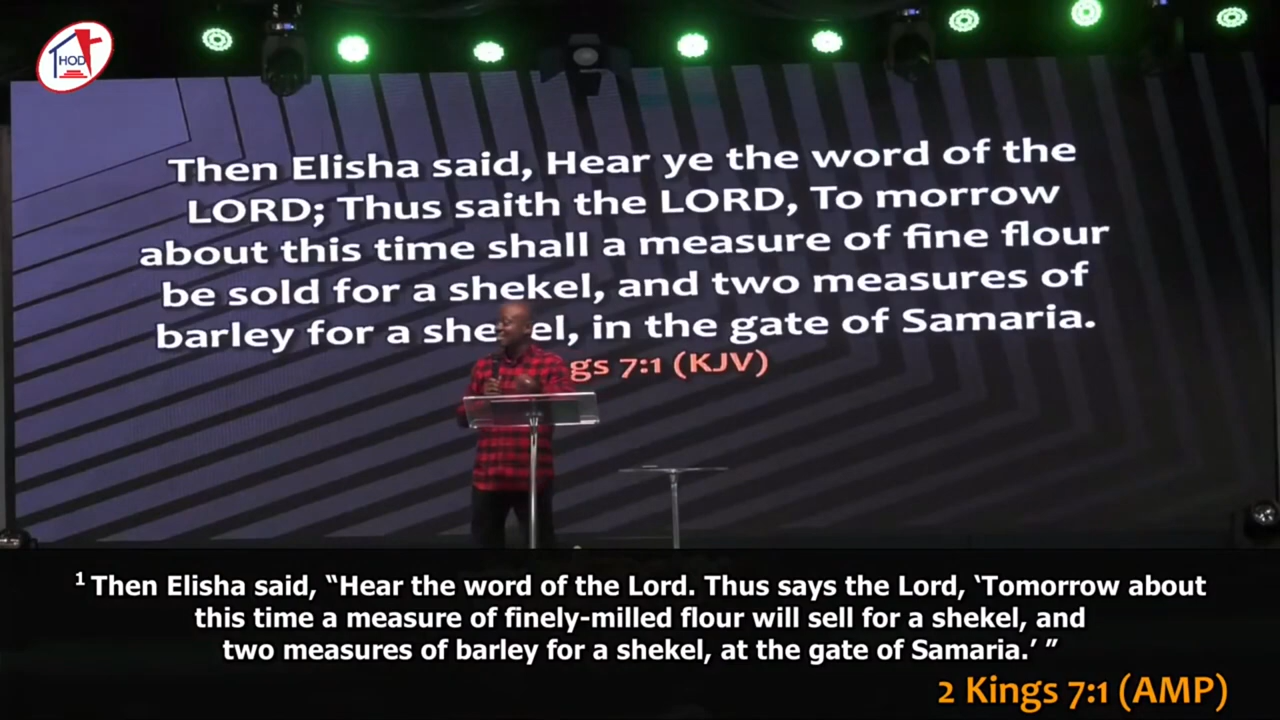 HOD
Then Elisha said, Hear ye the word of the
LORD; Thus saith the LORD, To morrow
about this time shall a measure of fine flour
be sold for a shekel, and two measures of
barley for a she el, in the gate of Samaria.
gs 7:1 (KJV)
1 Then Elisha said, “Hear the word of the Lord. Thus says the Lord, ‘Tomorrow about
this time a measure of finely-milled flour will sell for a shekel, and
two measures of barley for a shekel, at the gate of Samaria.’ ”
2 Kings 7:1 (AMP)